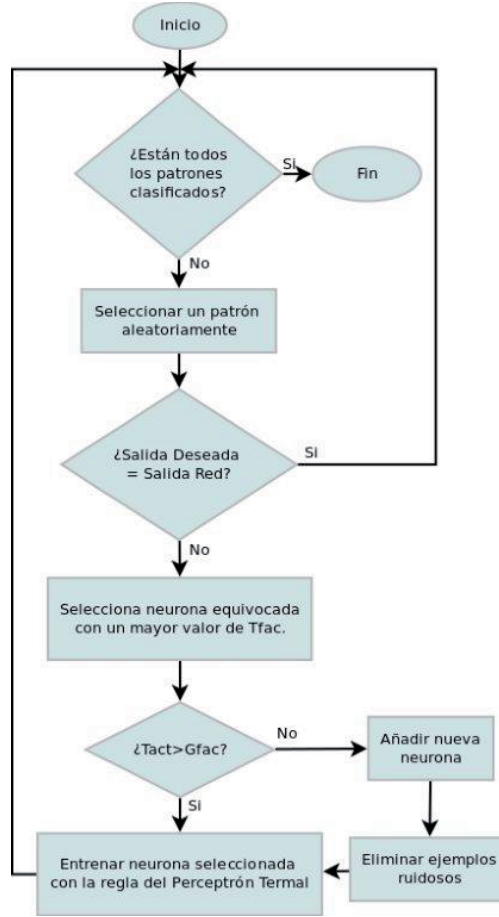 Inicio
¿Están todos
los patrones
clasificados?
Si
Fin
No
Seleccionar un patrón
aleatoriamente
¿Salida Deseada
= Salida Red?
Si
No
Selecciona neurona equivocada
con un mayor valor de Tfac.
¿Tact>Gfac?
No
Añadir nueva
neurona
Si
Entrenar neurona seleccionada
con la regla del Perceptrón Termal
Eliminar ejemplos
ruidosos